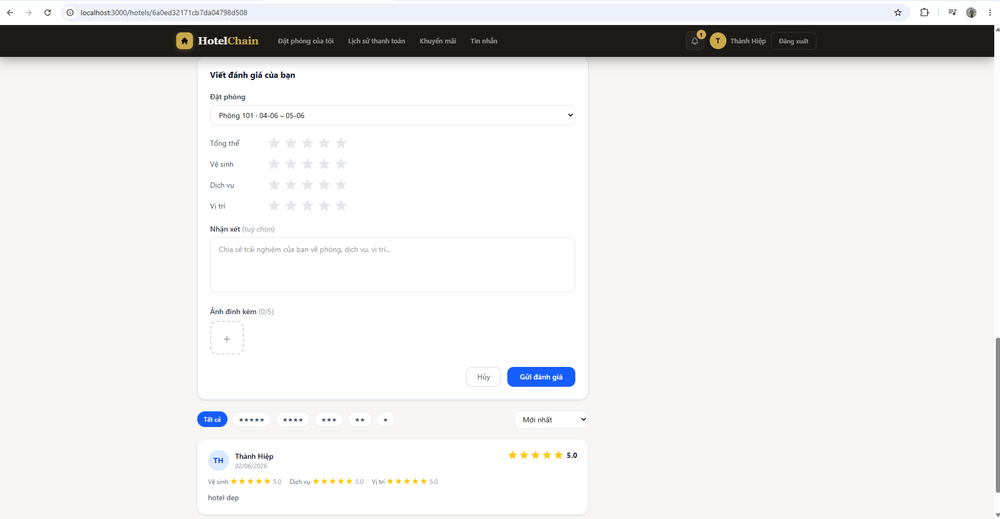 localhost:3000/hotels/6a0ed32171cb7da04798d508
HotelChain
Đặt phòng của tôi
Lịch sử thanh toán
Khuyến mãi
Tin nhắn
1
T
Thành Hiệp
Đăng xuất
Viết đánh giá của bạn
Đặt phòng
Phòng 101 · 04-06 – 05-06
Tổng thể
Vệ sinh
Dịch vụ
Vị trí
Nhận xét (tuỳ chọn)
Chia sẻ trải nghiệm của bạn về phòng, dịch vụ, vị trí...
Ảnh đính kèm (0/5)
+
Hủy
Gửi đánh giá
Tất cả
★★★★★
★★★★
★★★
★★
★
Mới nhất
TH
Thành Hiệp
5.0
02/06/2026
Vệ sinh 5.0 Dịch vụ 5.0 Vị trí 5.0
hotel dep